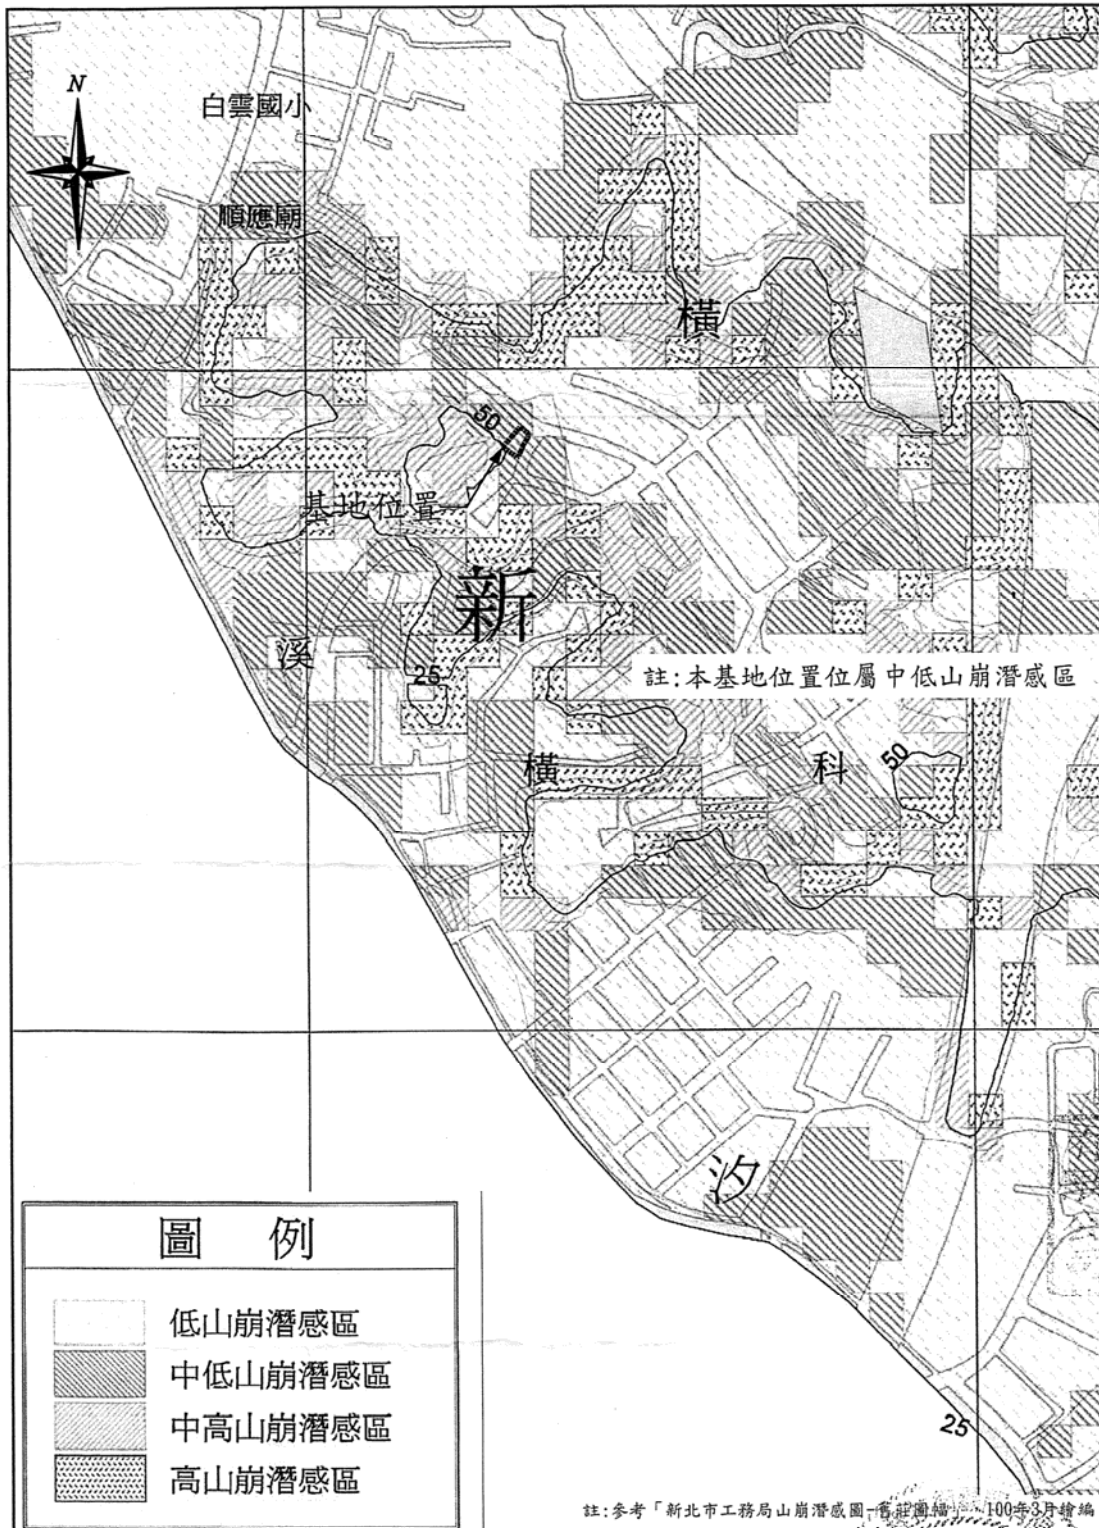 N
白雲國小
順應廟
橫
50
基地位置
新
溪
25
註:本基地位置位屬中低山崩潛感區
橫
科
50
汐
圖 例
低山崩潛感區
中低山崩潛感區
中高山崩潛感區
高山崩潛感區
25
註:參考「新北市工務局山崩潛感圖-舊莊圖幅」，100年3月繪編